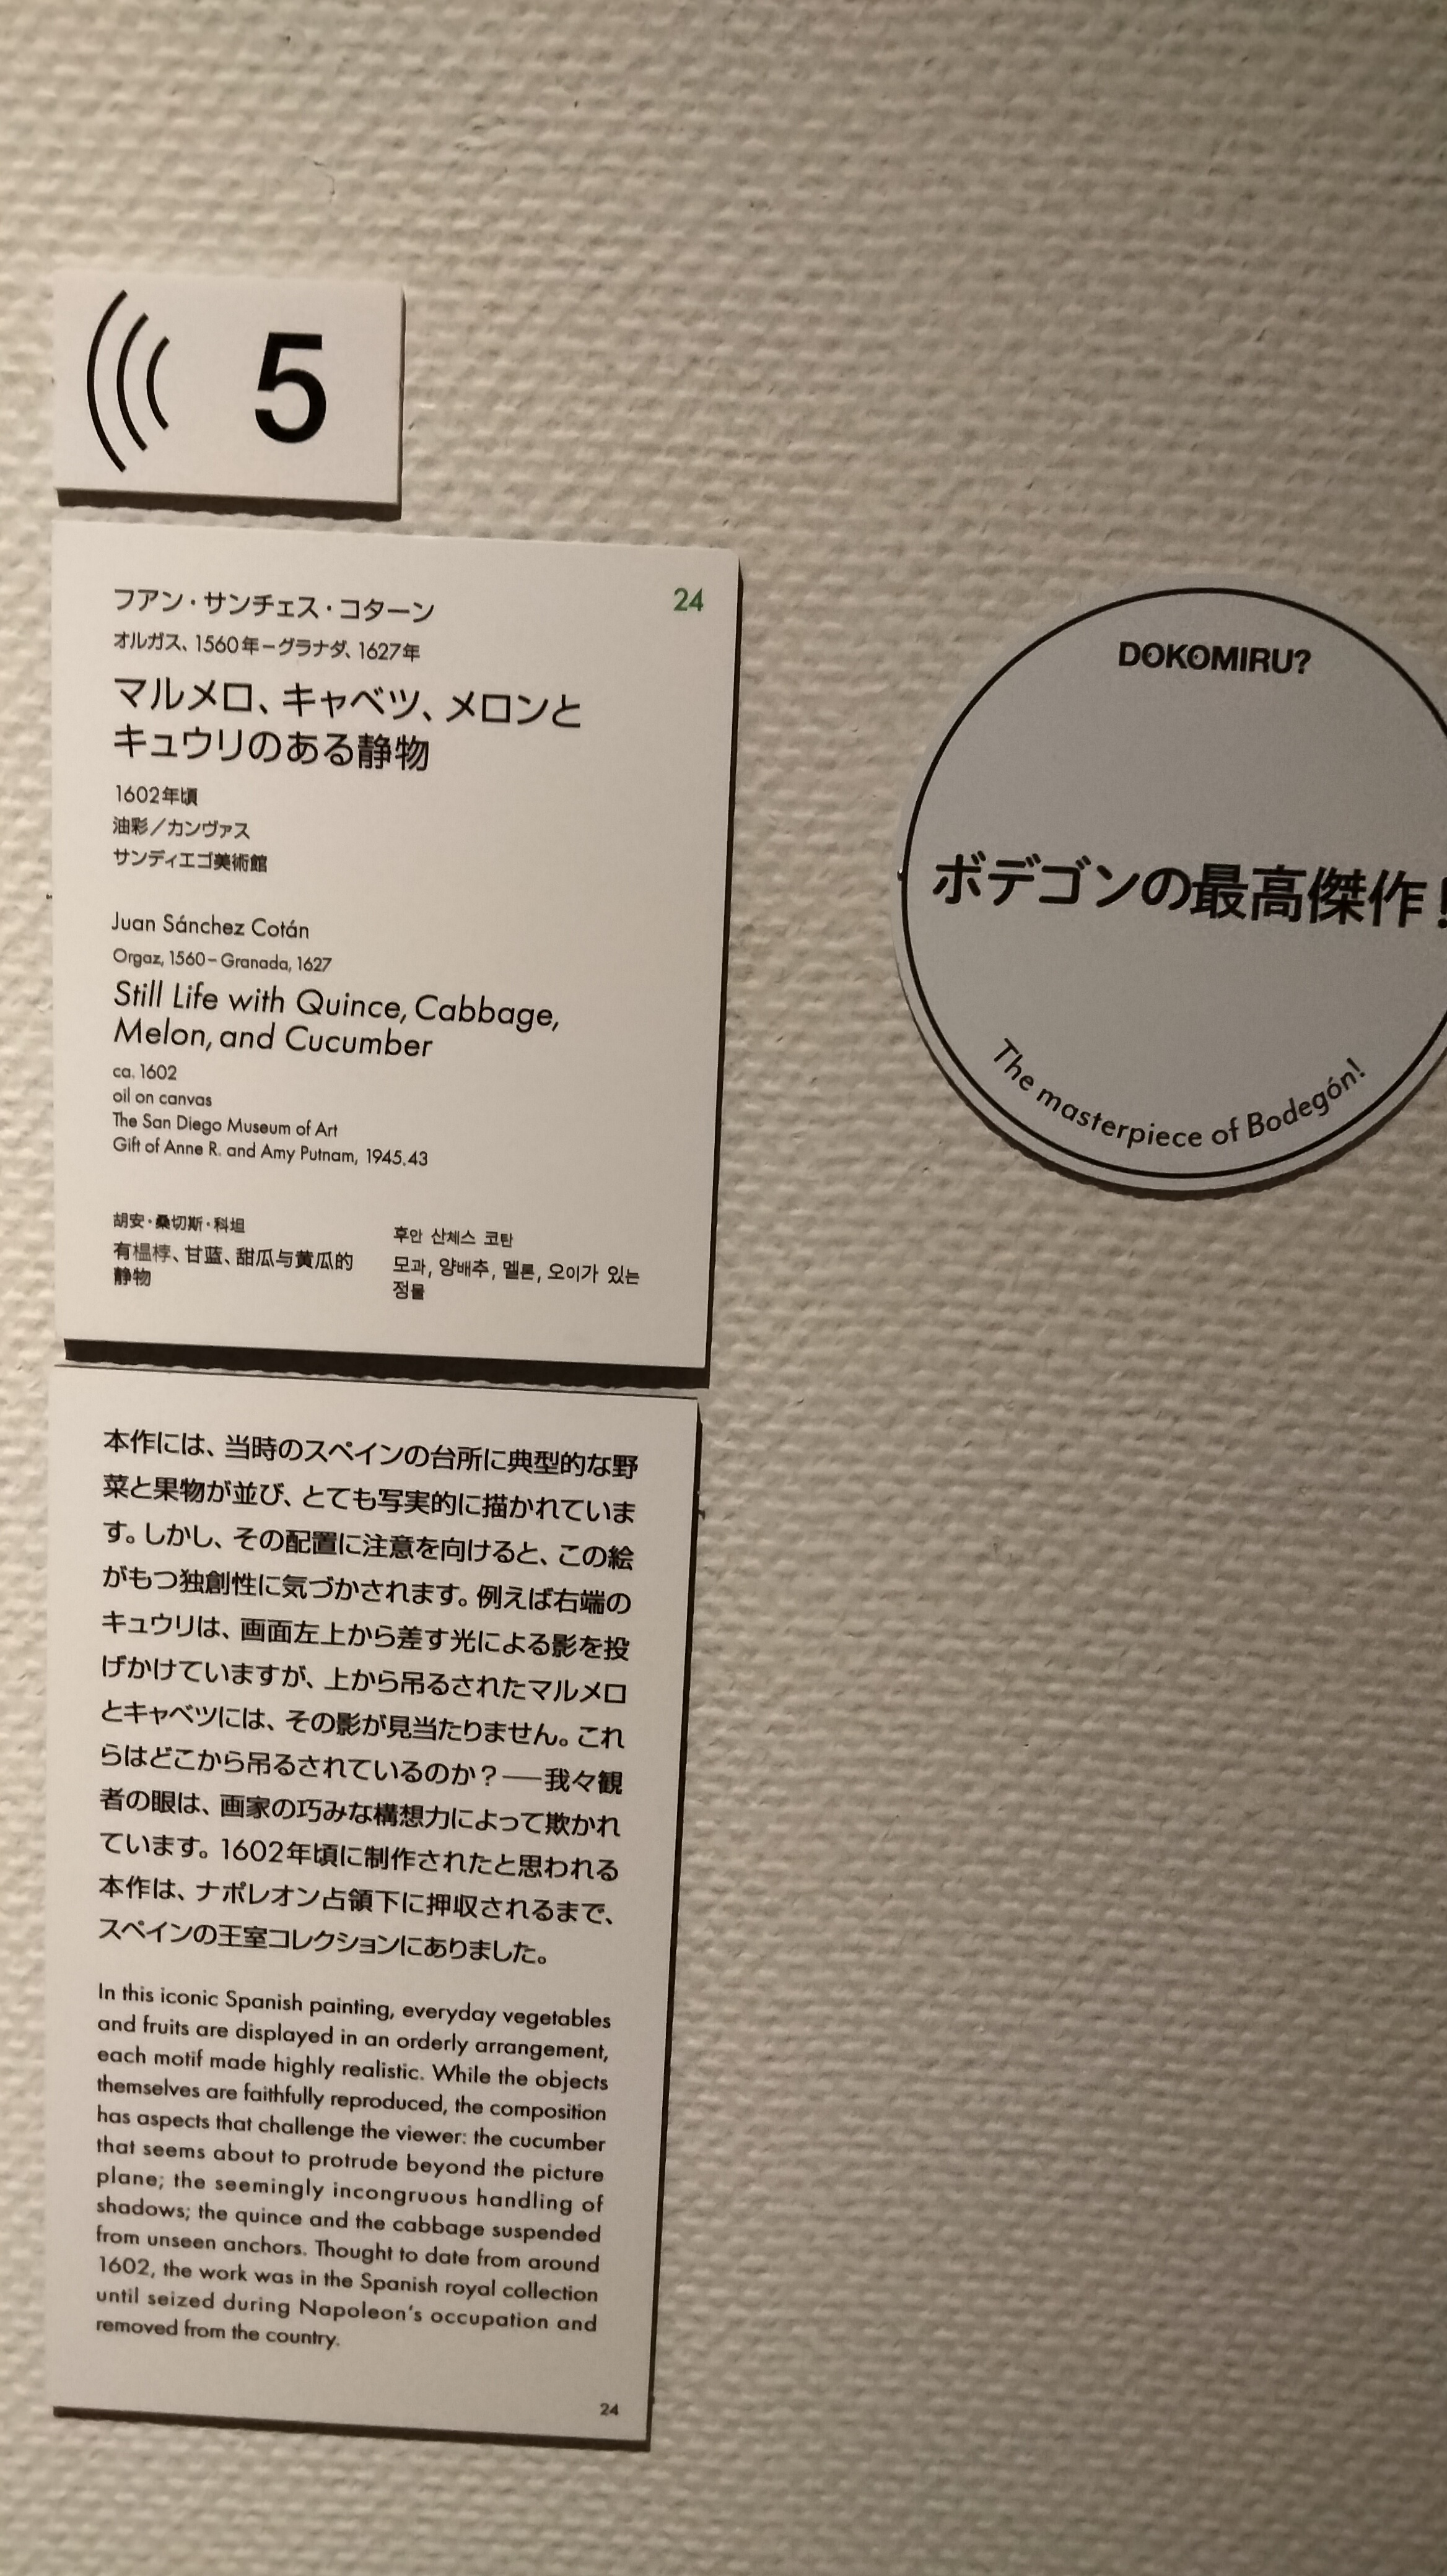 5
24
フアン・サンチェス・コターン
オルガス、1560年−グラナダ、1627年
マルメロ、キャベツ、メロンと
キュウリのある静物
1602年頃
油彩／カンヴァス
サンディエゴ美術館
Juan Sánchez Cotán
Orgaz, 1560−Granada, 1627
Still Life with Quince, Cabbage,
Melon, and Cucumber
ca. 1602
oil on canvas
The San Diego Museum of Art
Gift of Anne R. and Amy Putnam, 1945.43
胡安·桑切斯·科坦
有榅桲、甘蓝、甜瓜与黄瓜的
静物
후안 산체스 코탄
모과, 양배추, 멜론, 오이가 있는
정물
本作には、当時のスペインの台所に典型的な野
菜と果物が並び、とても写実的に描かれていま
す。しかし、その配置に注意を向けると、この絵
がもつ独創性に気づかされます。例えば右端の
キュウリは、画面左上から差す光による影を投
げかけていますが、上から吊るされたマルメロ
とキャベツには、その影が見当たりません。これ
らはどこから吊るされているのか？——我々観
者の眼は、画家の巧みな構想力によって欺かれ
ています。1602年頃に制作されたと思われる
本作は、ナポレオン占領下に押収されるまで、
スペインの王室コレクションにありました。
In this iconic Spanish painting, everyday vegetables
and fruits are displayed in an orderly arrangement,
each motif made highly realistic. While the objects
themselves are faithfully reproduced, the composition
has aspects that challenge the viewer: the cucumber
that seems about to protrude beyond the picture
plane; the seemingly incongruous handling of
shadows; the quince and the cabbage suspended
from unseen anchors. Thought to date from around
1602, the work was in the Spanish royal collection
until seized during Napoleon's occupation and
removed from the country.
24
DOKOMIRU?
ボデゴンの最高傑作！
The masterpiece of Bodegón!